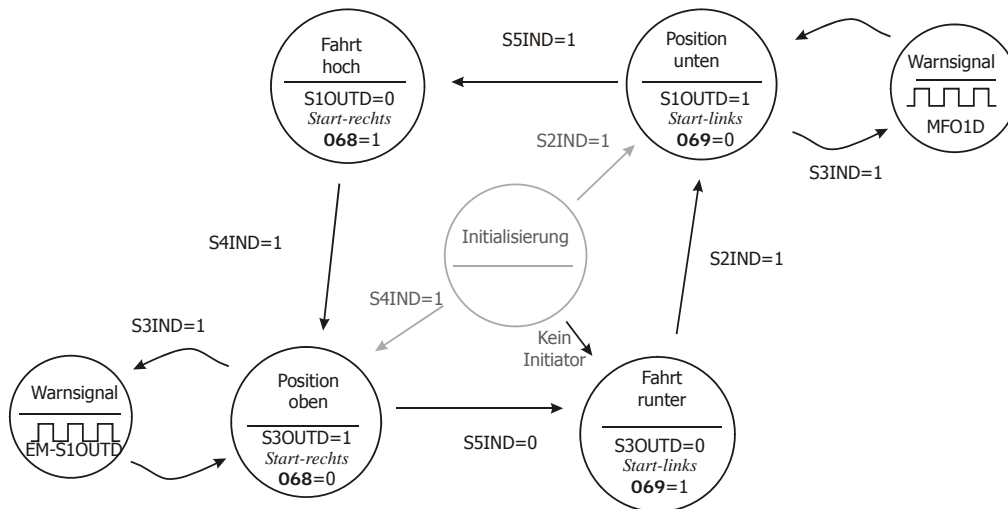 Fahrt
hoch
S1OUTD=0
Start-rechts
068=1
S5IND=1
Position
unten
S1OUTD=1
Start-links
069=0
Warnsignal
MFO1D
S3IND=1
S2IND=1
Initialisierung
S4IND=1
S4IND=1
Kein
Initiator
S2IND=1
S3IND=1
Warnsignal
EM-S1OUTD
Position
oben
S3OUTD=1
Start-rechts
068=0
S5IND=0
Fahrt
runter
S3OUTD=0
Start-links
069=1